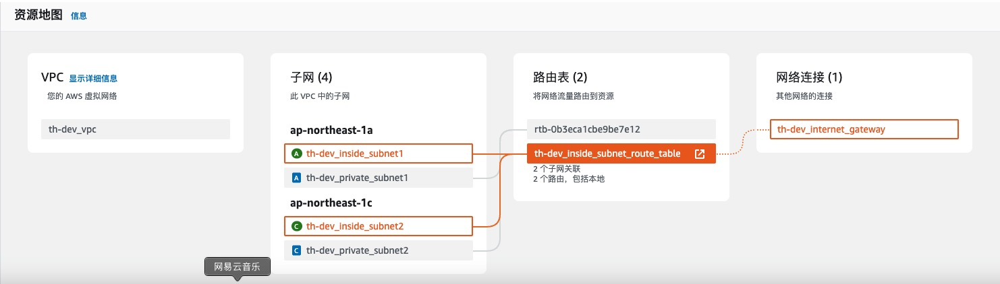 资源地图 信息
VPC 显示详细信息
您的 AWS 虚拟网络
th-dev_vpc
子网 (4)
此 VPC 中的子网
ap-northeast-1a
A th-dev_inside_subnet1
A th-dev_private_subnet1
ap-northeast-1c
C th-dev_inside_subnet2
C th-dev_private_subnet2
路由表 (2)
将网络流量路由到资源
rtb-0b3eca1cbe9be7e12
th-dev_inside_subnet_route_table
2 个子网关联
2 个路由，包括本地
网络连接 (1)
其他网络的连接
th-dev_internet_gateway
网易云音乐